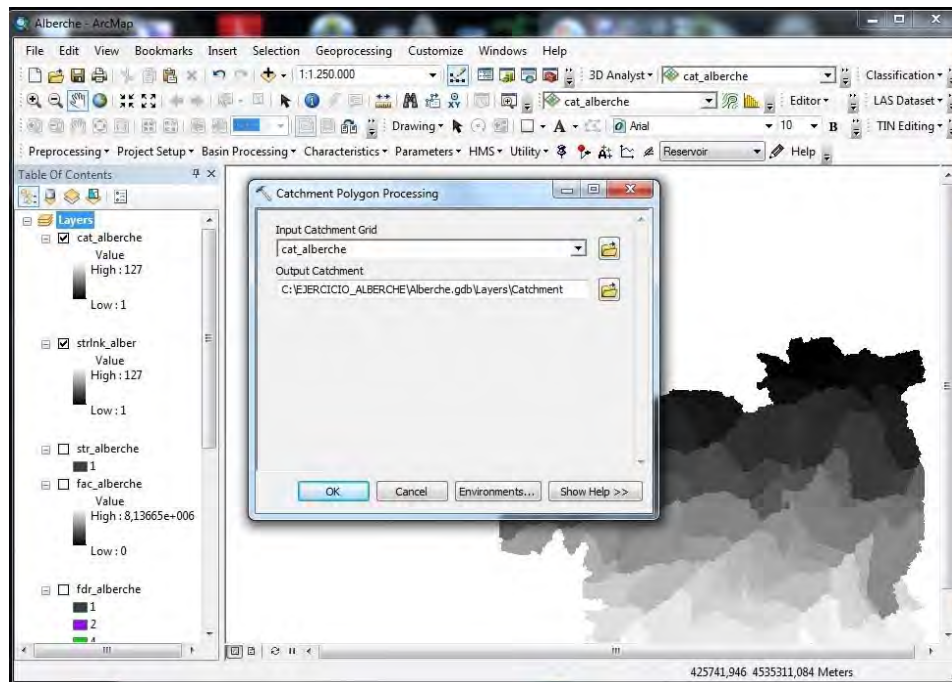 Alberche - ArcMap
File Edit View Bookmarks Insert Selection Geoprocessing Customize Windows Help
1:1.250.000 3D Analyst cat_alberche Classification
cat_alberche Editor LAS Dataset
Drawing A Arial 10 B TIN Editing
Preprocessing Project Setup Basin Processing Characteristics Parameters HMS Utility Reservoir Help
Table Of Contents
Layers
cat_alberche
Value
High : 127
Low : 1
strlnk_alber
Value
High : 127
Low : 1
str_alberche
1
fac_alberche
Value
High : 8,13665e+006
Low : 0
fdr_alberche
1
2
4
Catchment Polygon Processing
Input Catchment Grid
cat_alberche
Output Catchment
C:\EJERCICIO_ALBERCHE\Alberche.gdb\Layers\Catchment
OK Cancel Environments... Show Help >>
425741,946 4535311,084 Meters